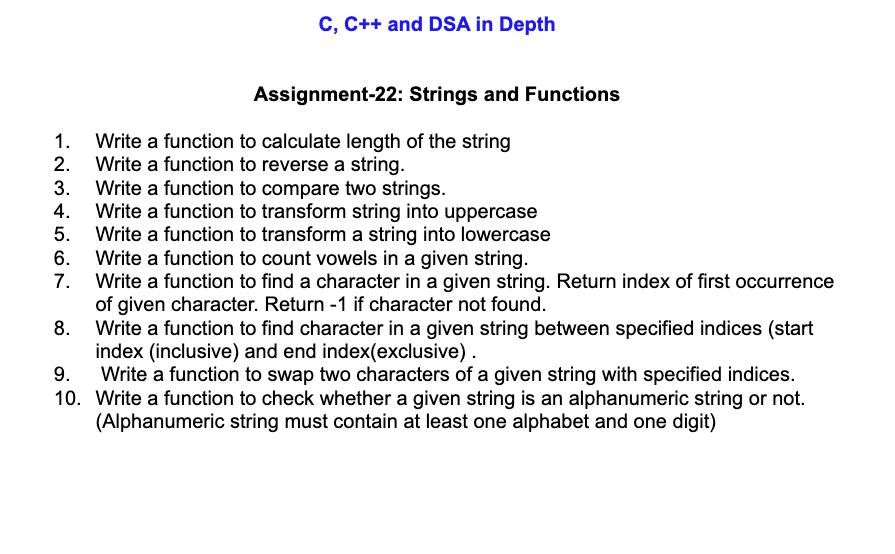 C, C++ and DSA in Depth
Assignment-22: Strings and Functions
1. Write a function to calculate length of the string
2. Write a function to reverse a string.
3. Write a function to compare two strings.
4. Write a function to transform string into uppercase
5. Write a function to transform a string into lowercase
6. Write a function to count vowels in a given string.
7. Write a function to find a character in a given string. Return index of first occurrence
of given character. Return -1 if character not found.
8. Write a function to find character in a given string between specified indices (start
index (inclusive) and end index(exclusive) .
9. Write a function to swap two characters of a given string with specified indices.
10. Write a function to check whether a given string is an alphanumeric string or not.
(Alphanumeric string must contain at least one alphabet and one digit)